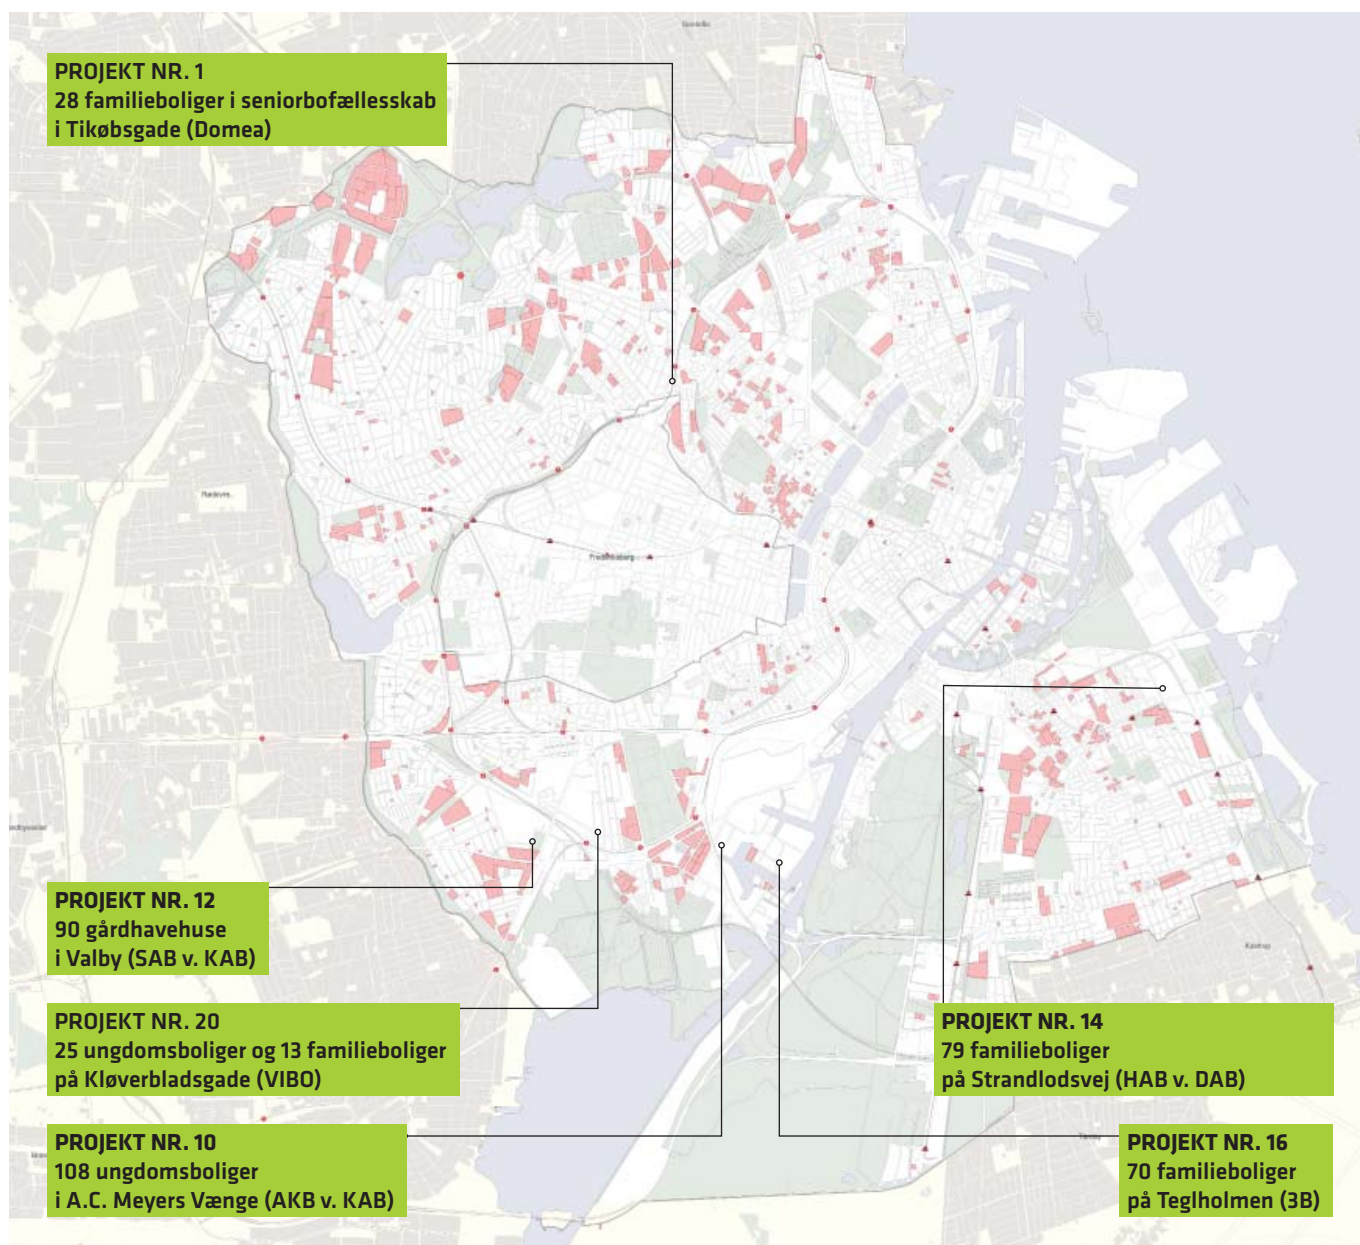 PROJEKT NR. 1
28 familieboliger i seniorbofællesskab
i Tikøbsgade (Domea)
Rødovre
Frederiksberg
PROJEKT NR. 12
90 gårdhavehuse
i Valby (SAB v. KAB)
Kastrup
PROJEKT NR. 20
25 ungdomsboliger og 13 familieboliger
på Kløverbladsgade (VIBO)
PROJEKT NR. 14
79 familieboliger
på Strandlodsvej (HAB v. DAB)
PROJEKT NR. 10
108 ungdomsboliger
i A.C. Meyers Vænge (AKB v. KAB)
PROJEKT NR. 16
70 familieboliger
på Teglholmen (3B)